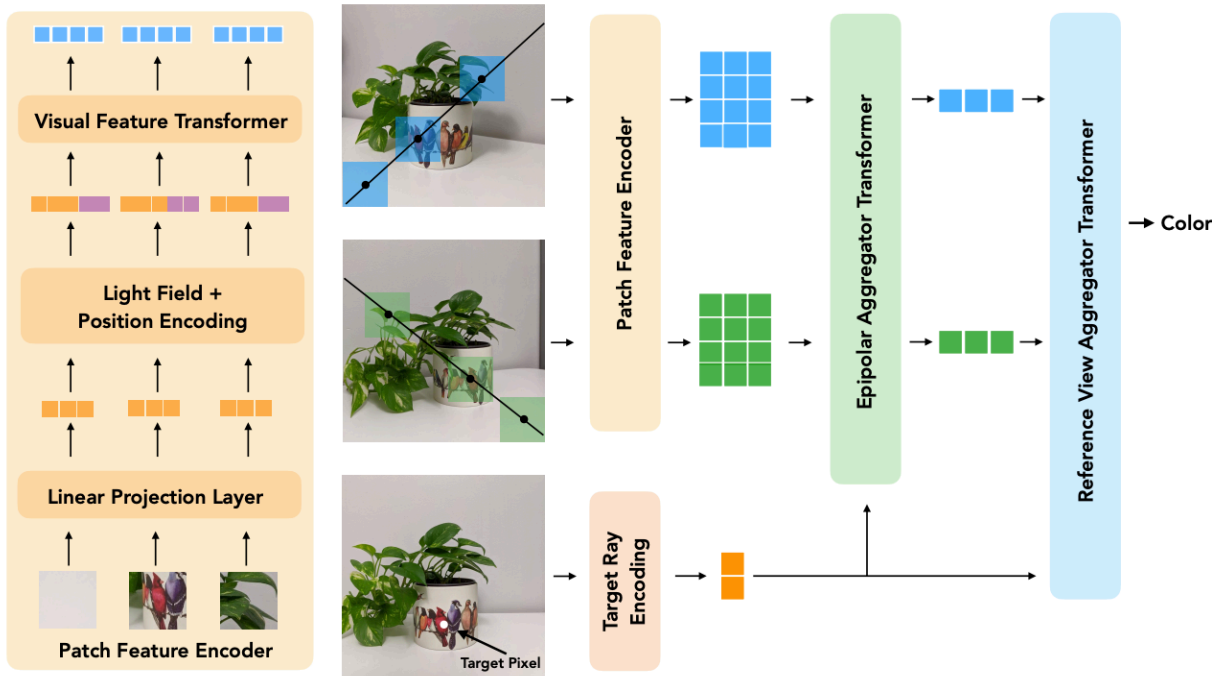 Visual Feature Transformer
Light Field +
Position Encoding
Linear Projection Layer
Patch Feature Encoder
Target Pixel
Patch Feature Encoder
Target Ray
Encoding
Epipolar Aggregator Transformer
Reference View Aggregator Transformer
Color